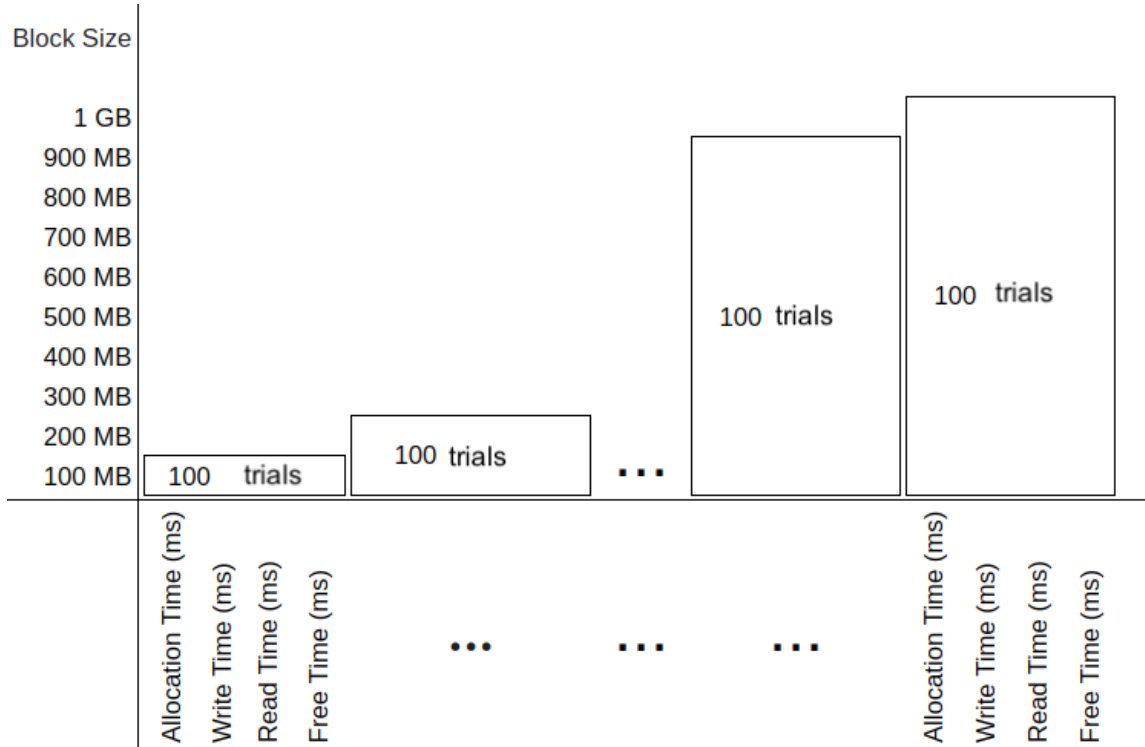 Block Size
1 GB
900 MB
800 MB
700 MB
600 MB
500 MB
400 MB
300 MB
200 MB
100 MB
100 trials
100 trials
...
100 trials
100 trials
Allocation Time (ms)
Write Time (ms)
Read Time (ms)
Free Time (ms)
...
...
...
Allocation Time (ms)
Write Time (ms)
Read Time (ms)
Free Time (ms)